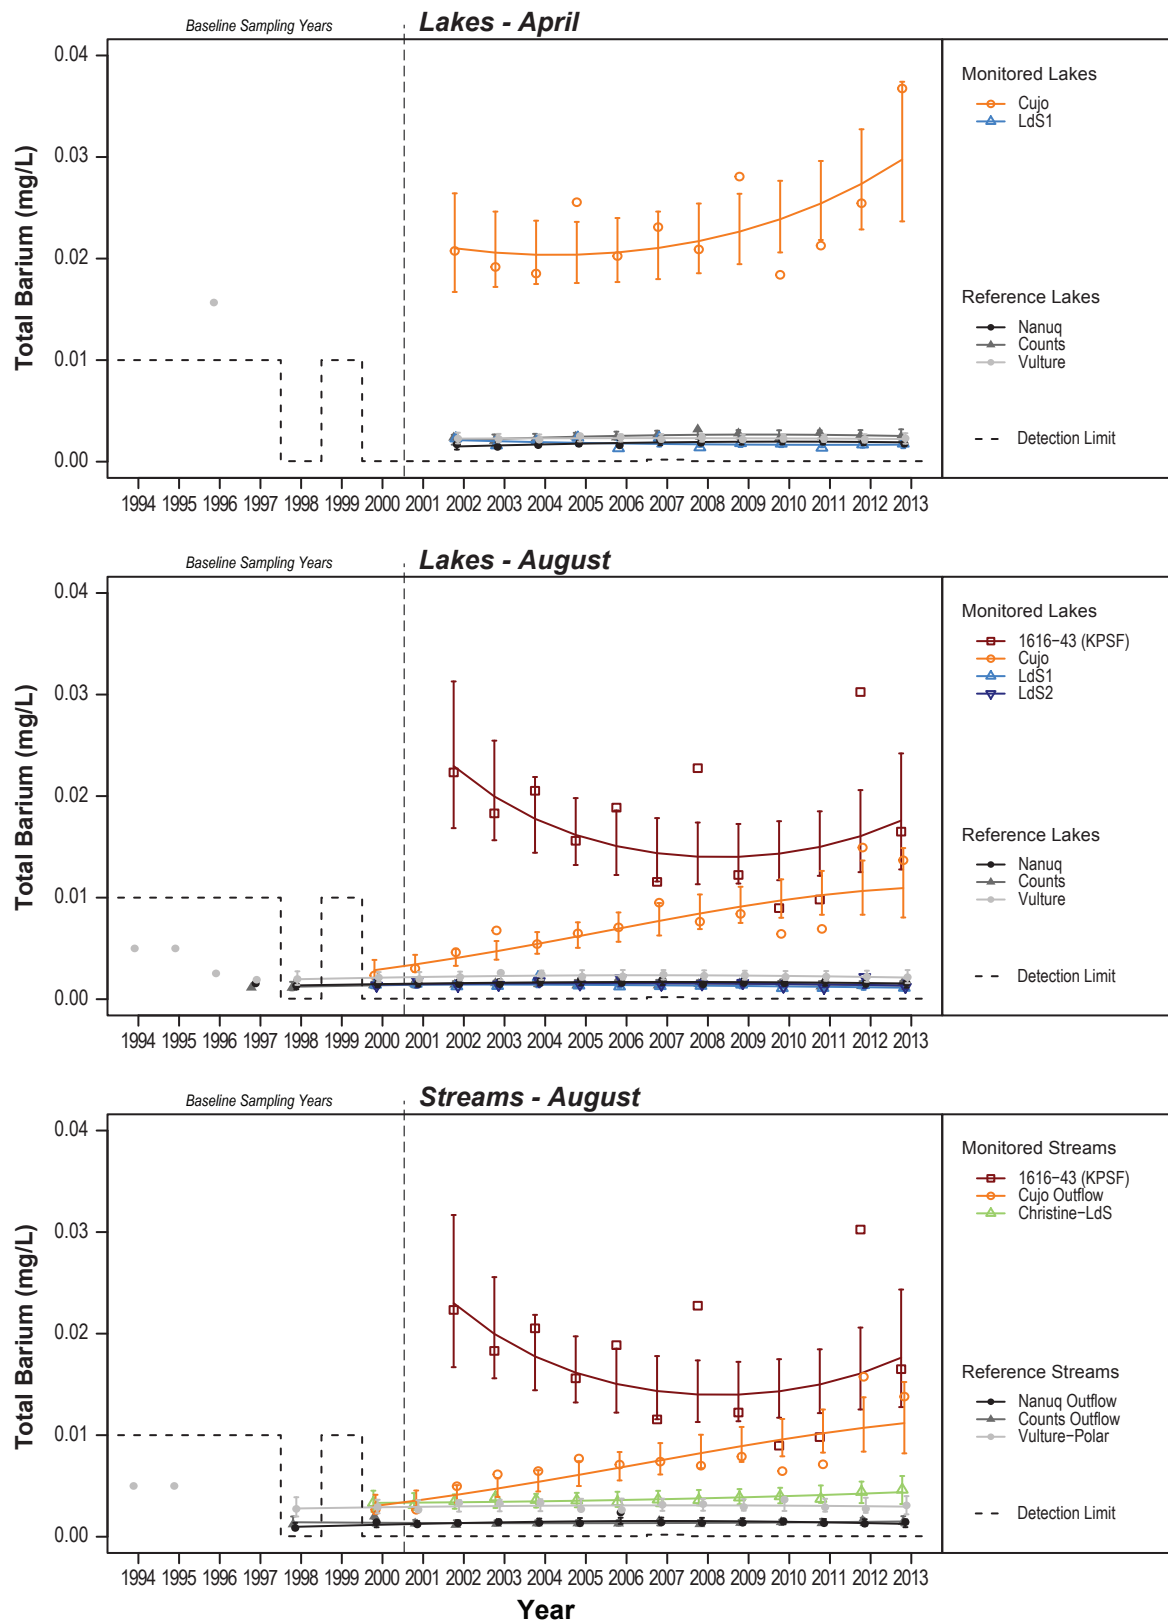 Baseline Sampling Years
Lakes - April
Total Barium (mg/L)
0.04
0.03
0.02
0.01
0.00
1994 1995 1996 1997 1998 1999 2000 2001 2002 2003 2004 2005 2006 2007 2008 2009 2010 2011 2012 2013
Monitored Lakes
Cujo
LdS1
Reference Lakes
Nanuq
Counts
Vulture
Detection Limit
Baseline Sampling Years
Lakes - August
Total Barium (mg/L)
0.04
0.03
0.02
0.01
0.00
1994 1995 1996 1997 1998 1999 2000 2001 2002 2003 2004 2005 2006 2007 2008 2009 2010 2011 2012 2013
Monitored Lakes
1616−43 (KPSF)
Cujo
LdS1
LdS2
Reference Lakes
Nanuq
Counts
Vulture
Detection Limit
Baseline Sampling Years
Streams - August
Total Barium (mg/L)
0.04
0.03
0.02
0.01
0.00
1994 1995 1996 1997 1998 1999 2000 2001 2002 2003 2004 2005 2006 2007 2008 2009 2010 2011 2012 2013
Year
Monitored Streams
1616−43 (KPSF)
Cujo Outflow
Christine−LdS
Reference Streams
Nanuq Outflow
Counts Outflow
Vulture−Polar
Detection Limit